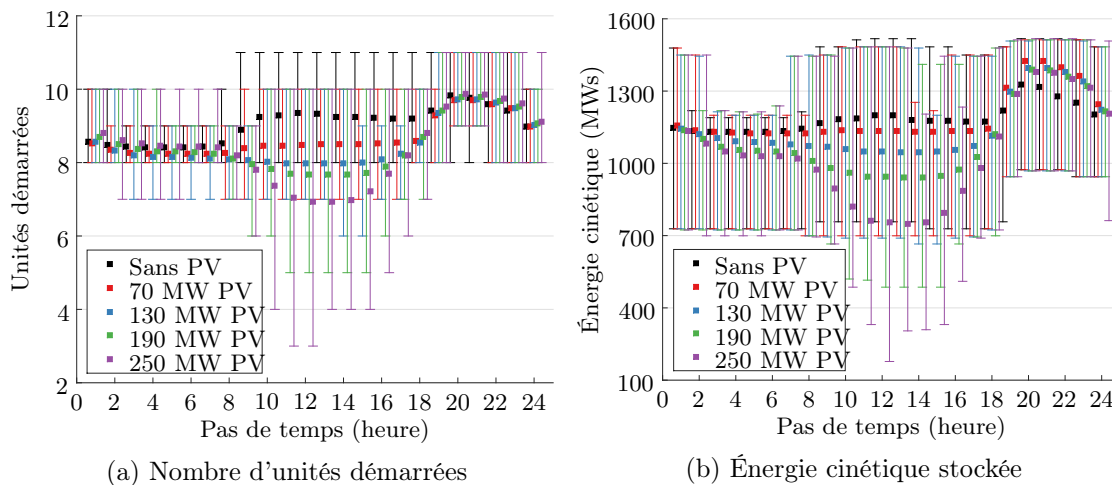 12
10
8
6
4
2
Unités démarrées
Sans PV
70 MW PV
130 MW PV
190 MW PV
250 MW PV
0 2 4 6 8 10 12 14 16 18 20 22 24
Pas de temps (heure)
(a) Nombre d'unités démarrées
1600
1300
1000
700
400
100
Énergie cinétique (MWs)
Sans PV
70 MW PV
130 MW PV
190 MW PV
250 MW PV
0 2 4 6 8 10 12 14 16 18 20 22 24
Pas de temps (heure)
(b) Énergie cinétique stockée